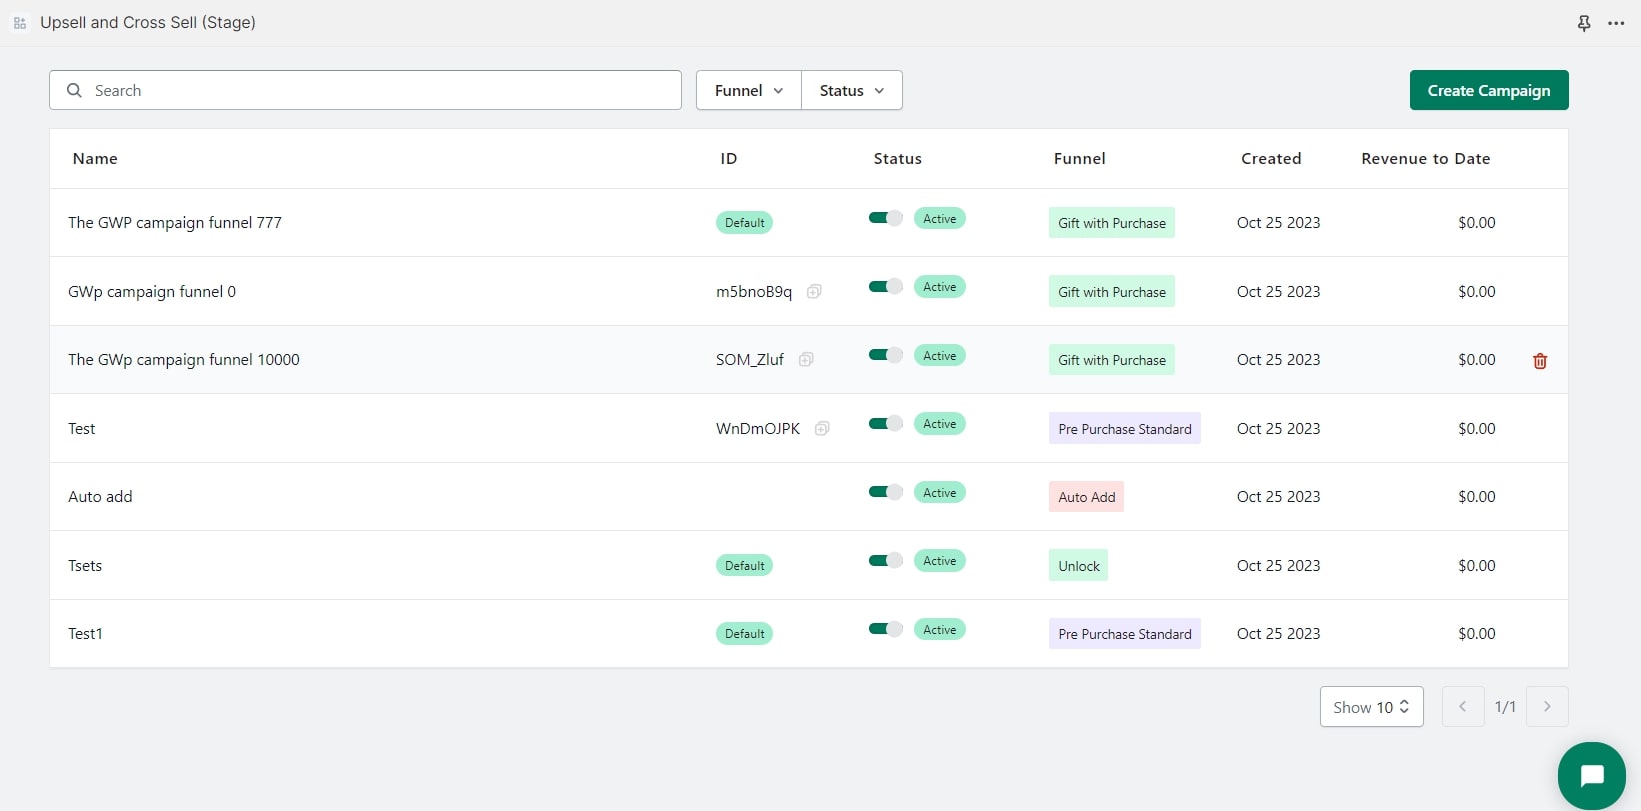 Upsell and Cross Sell (Stage)
Search Funnel Status Create Campaign
Name ID Status Funnel Created Revenue to Date
The GWP campaign funnel 777 Default Active Gift with Purchase Oct 25 2023 $0.00
GWp campaign funnel 0 m5bnoB9q Active Gift with Purchase Oct 25 2023 $0.00
The GWp campaign funnel 10000 SOM_Zluf Active Gift with Purchase Oct 25 2023 $0.00
Test WnDmOJPK Active Pre Purchase Standard Oct 25 2023 $0.00
Auto add Active Auto Add Oct 25 2023 $0.00
Tsets Default Active Unlock Oct 25 2023 $0.00
Test1 Default Active Pre Purchase Standard Oct 25 2023 $0.00
Show 10 1/1